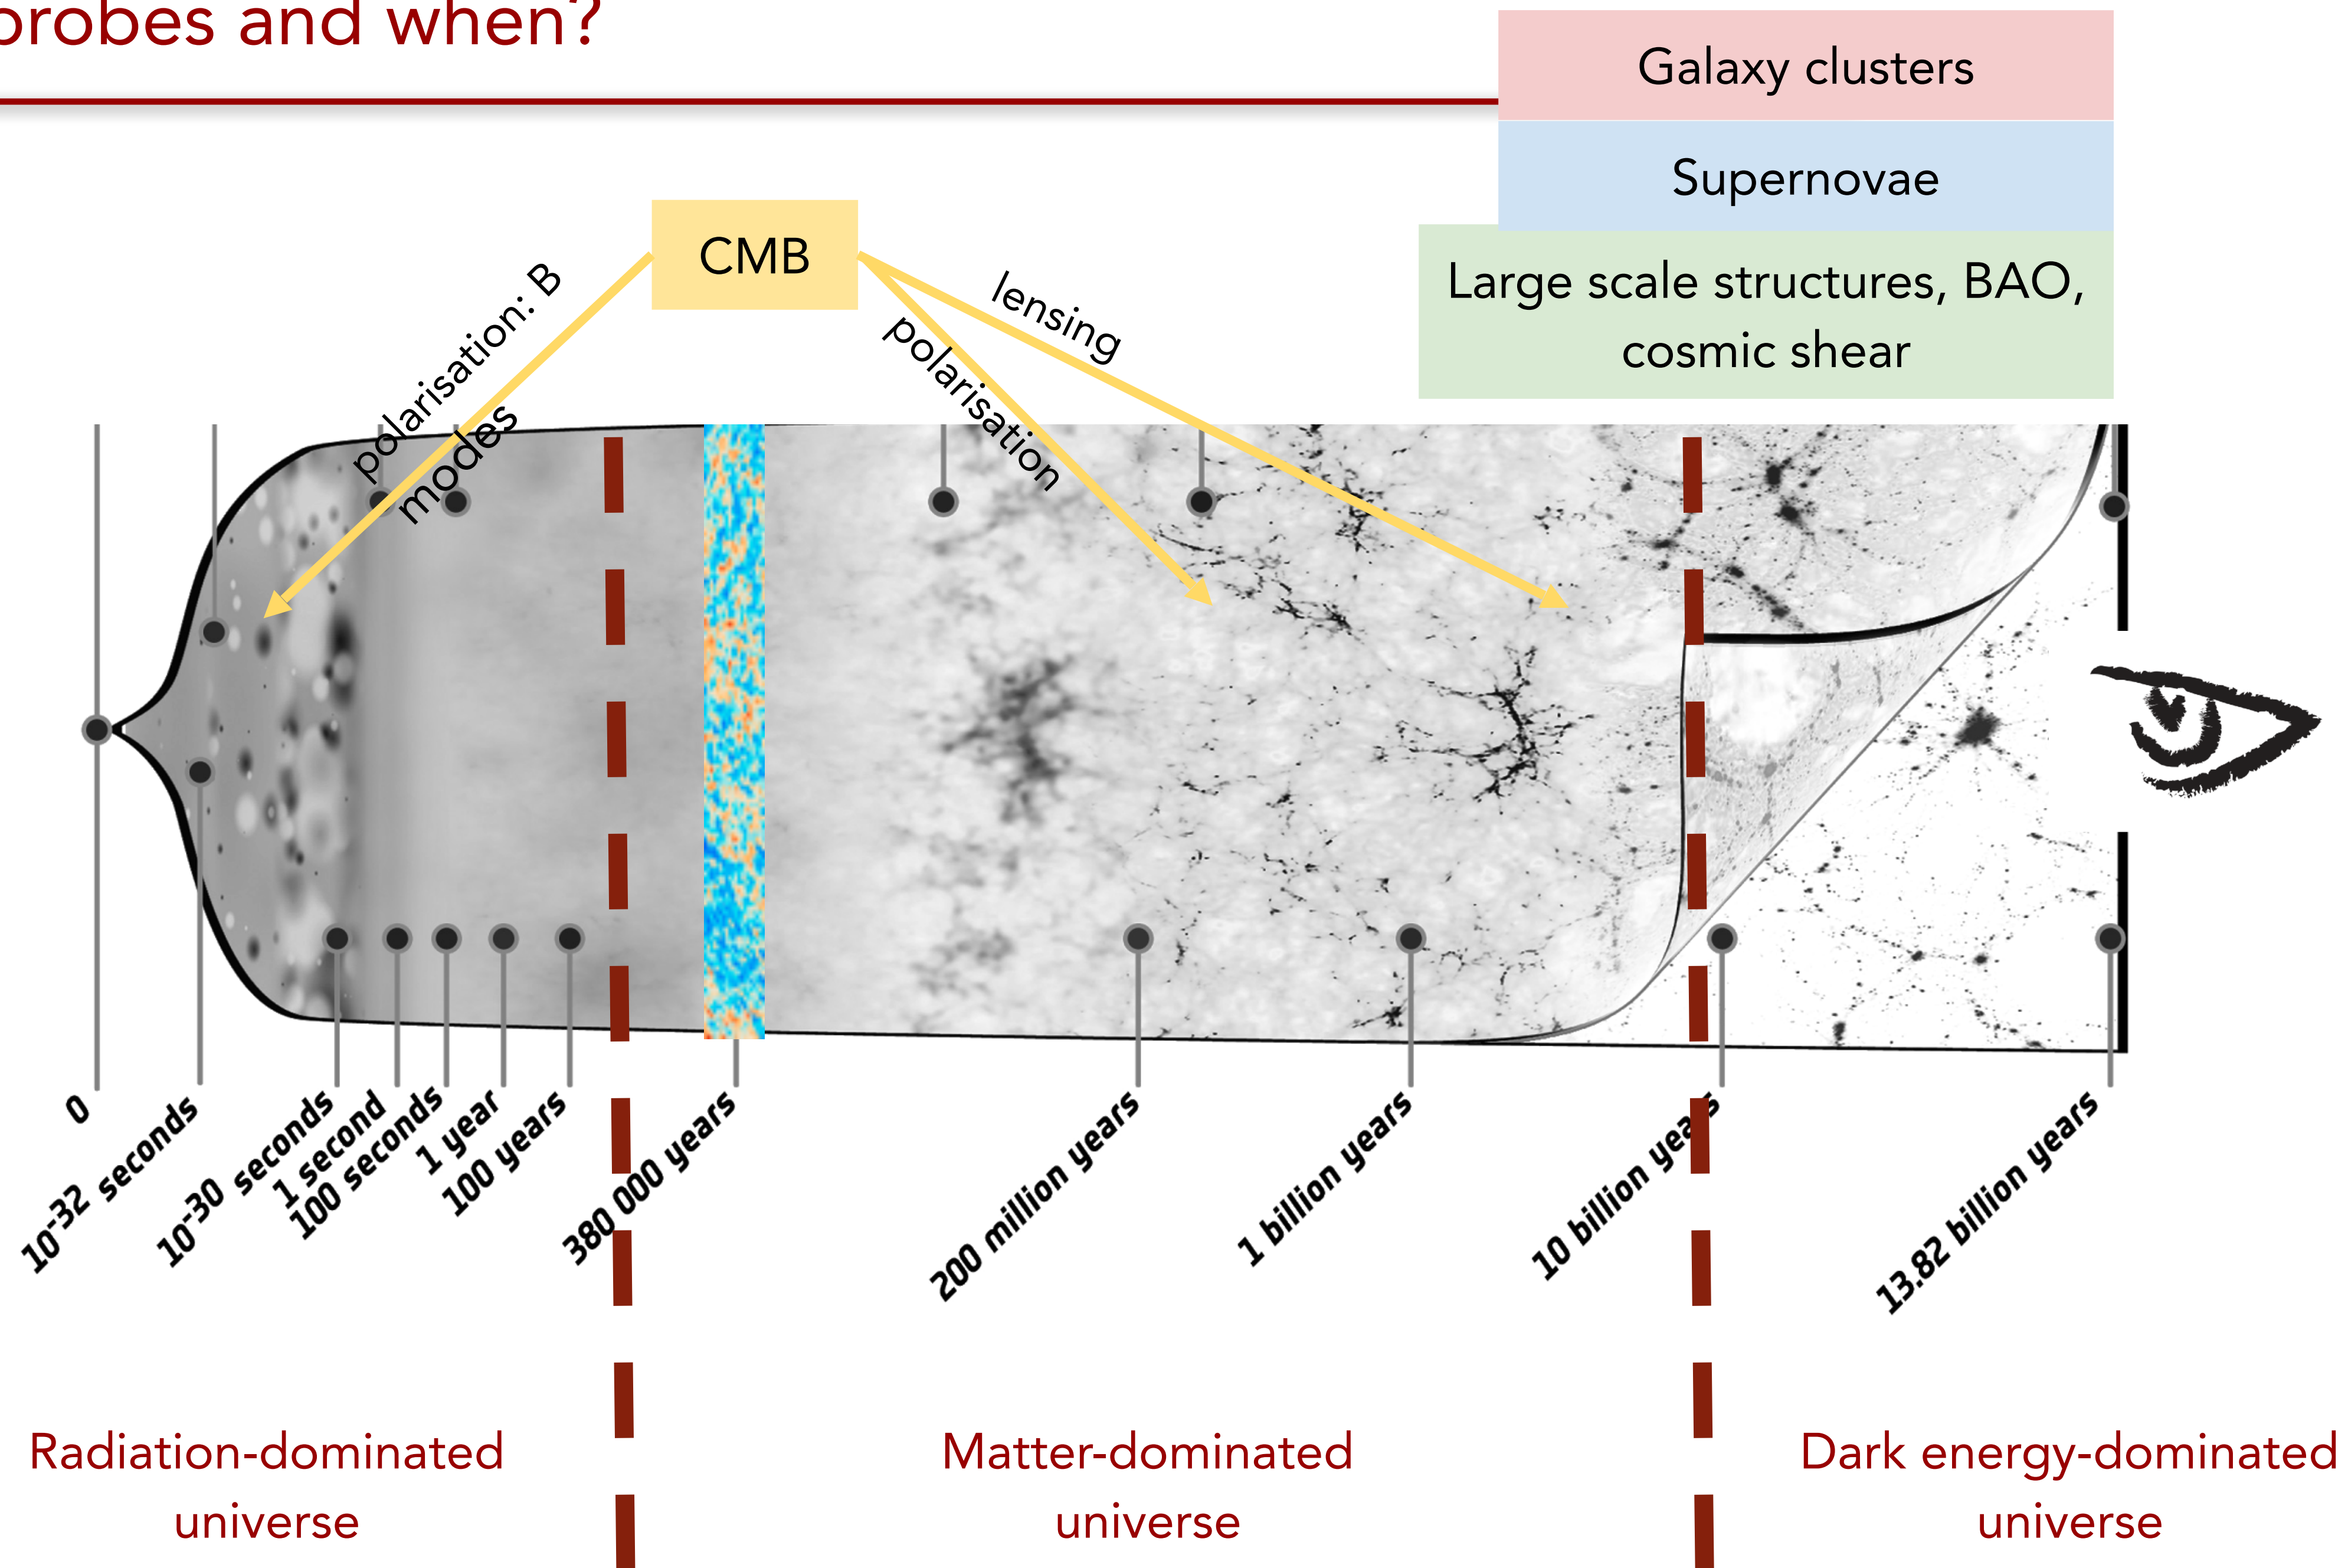 probes and when?
Galaxy clusters
Supernovae
CMB
Large scale structures, BAO,
cosmic shear
polarisation: B
modes
polarisation
lensing
0
10-32 seconds
10-30 seconds
1 second
100 seconds
1 year
100 years
380 000 years
200 million years
1 billion years
10 billion years
13.82 billion years
Radiation-dominated
universe
Matter-dominated
universe
Dark energy-dominated
universe